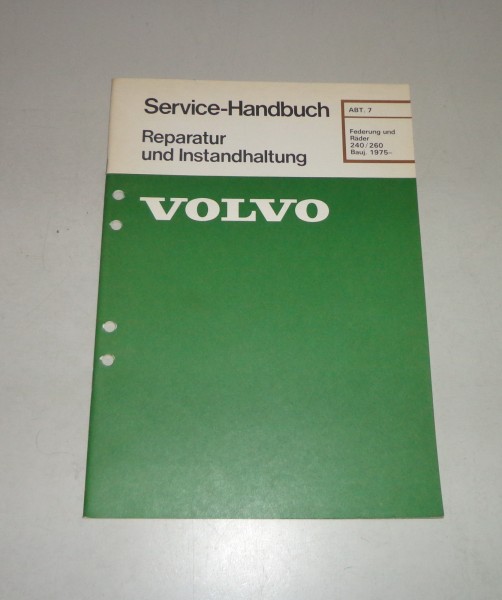 Service-Handbuch
Reparatur
und Instandhaltung
ABT. 7
Federung und
Räder
240/260
Bauj. 1975–
VOLVO